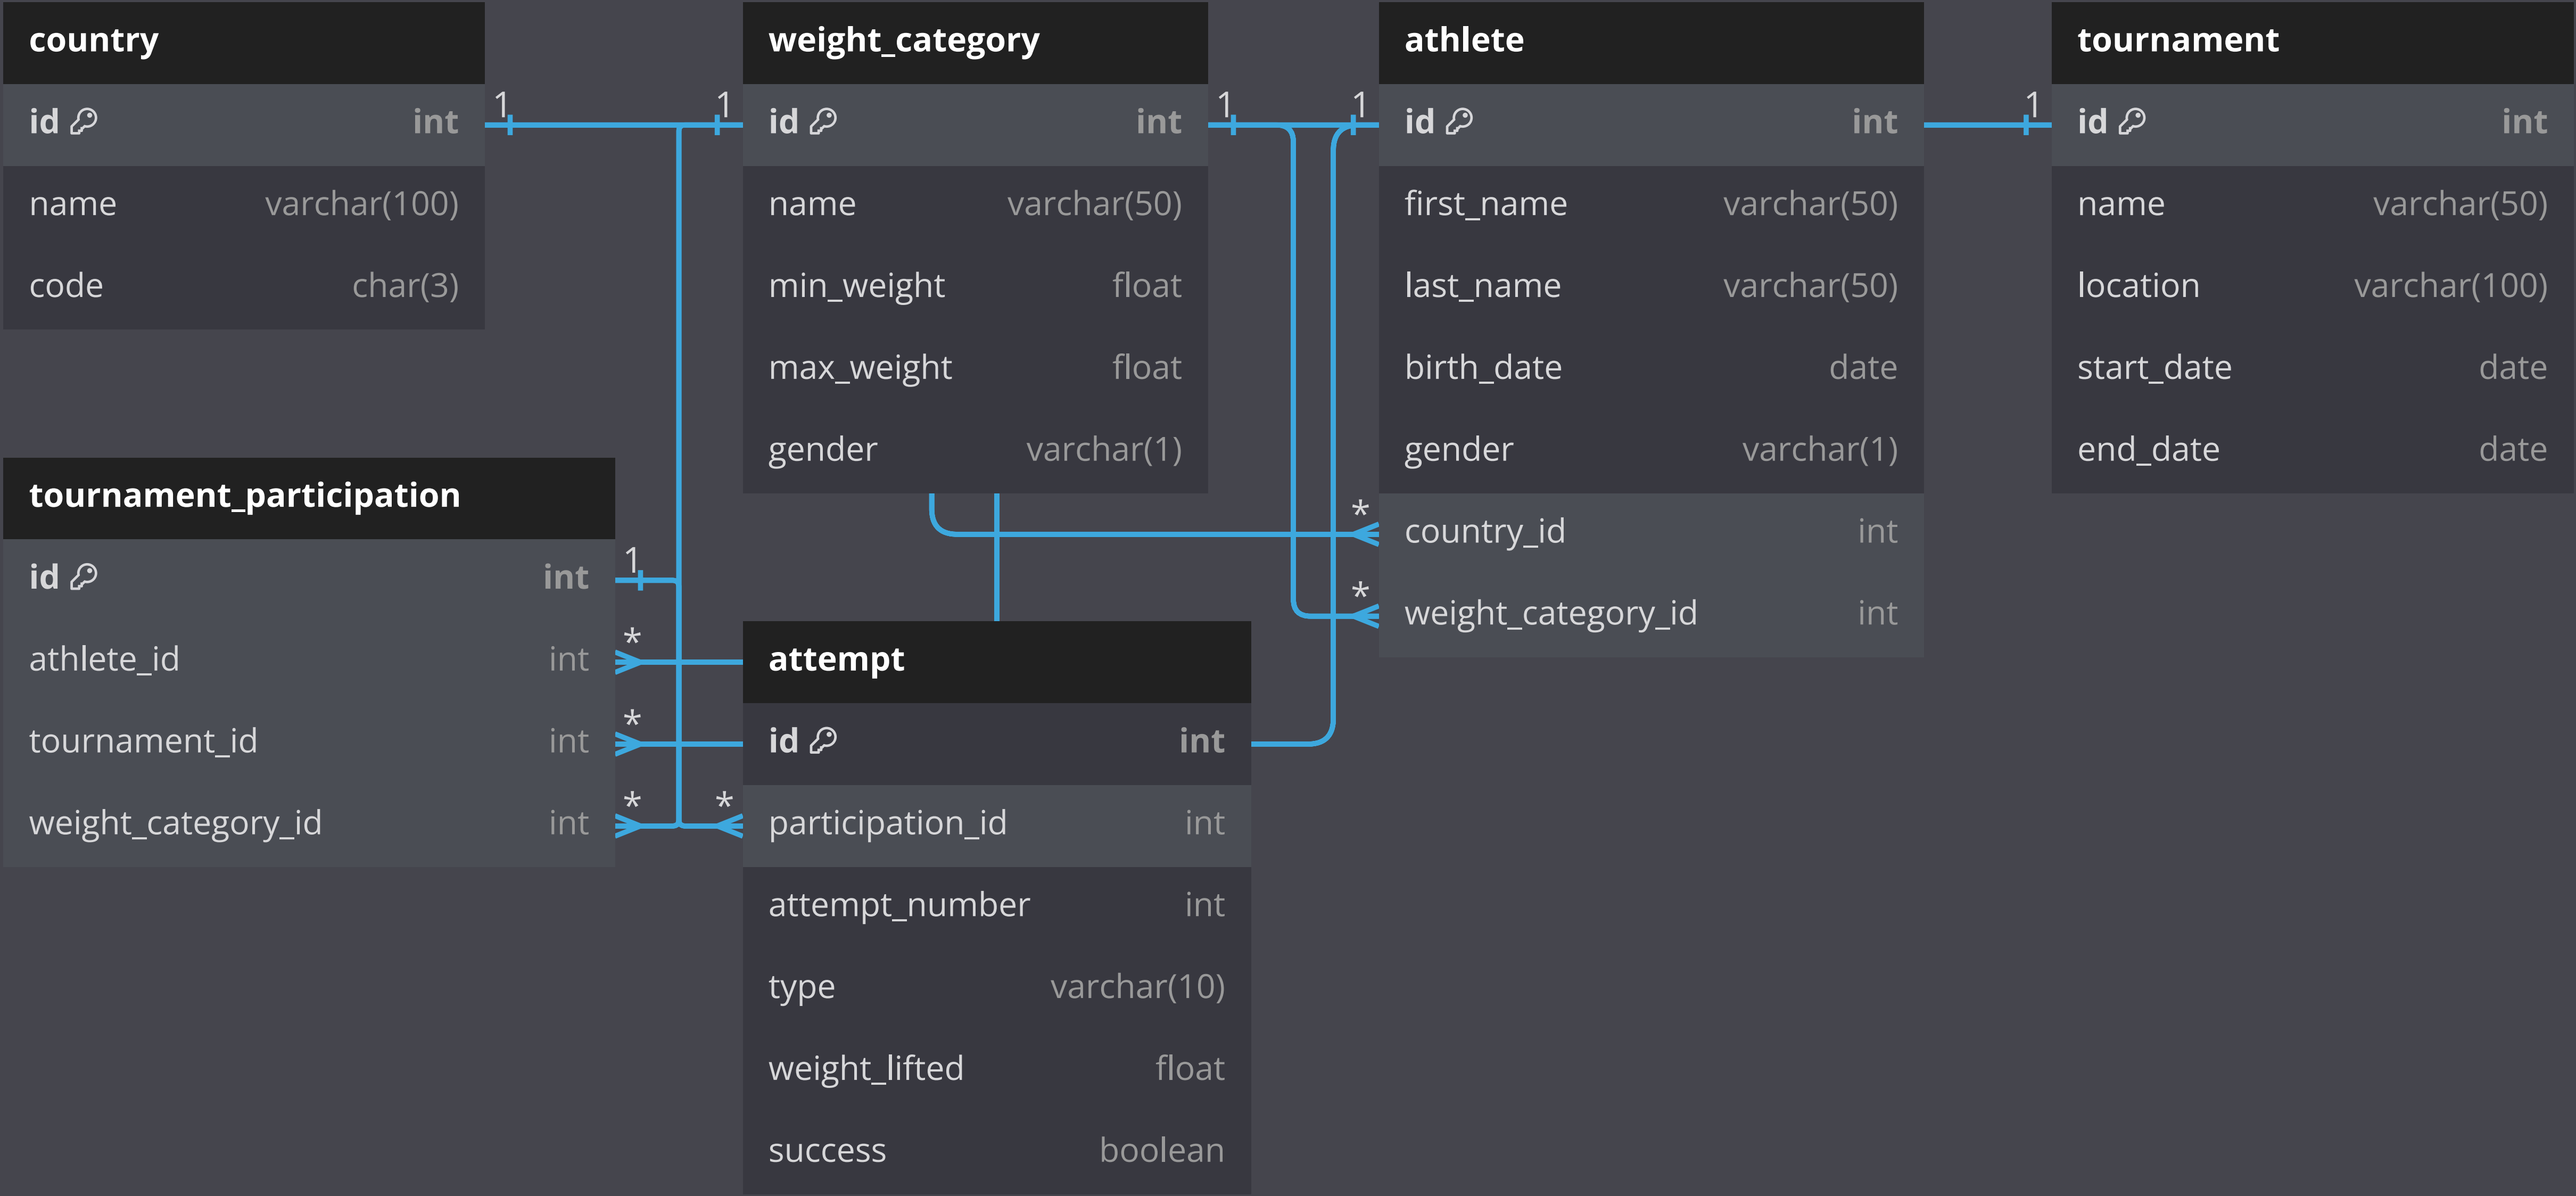 country
id int
name varchar(100)
code char(3)
weight_category
id int
name varchar(50)
min_weight float
max_weight float
gender varchar(1)
athlete
id int
first_name varchar(50)
last_name varchar(50)
birth_date date
gender varchar(1)
country_id int
weight_category_id int
tournament
id int
name varchar(50)
location varchar(100)
start_date date
end_date date
tournament_participation
id int
athlete_id int
tournament_id int
weight_category_id int
attempt
id int
participation_id int
attempt_number int
type varchar(10)
weight_lifted float
success boolean
1
1
1
1
1
1
*
*
*
*
*
*